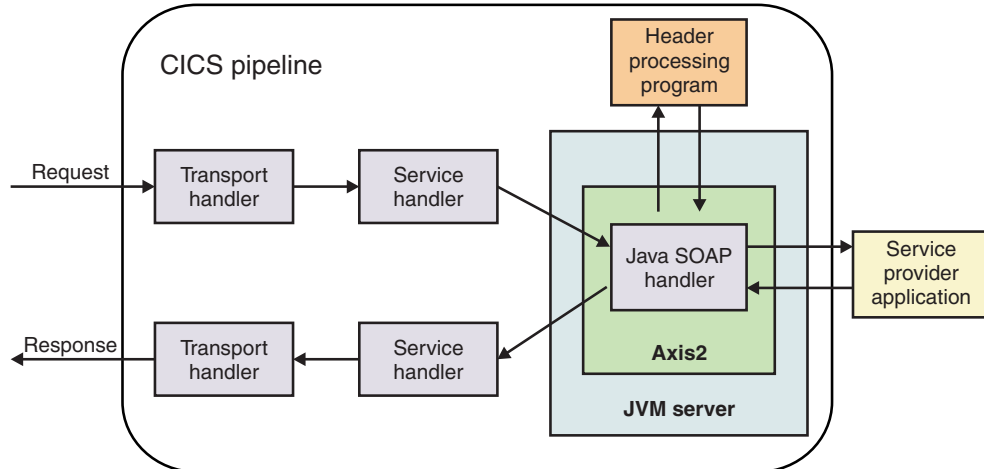 CICS pipeline
Header
processing
program
Request
Transport
handler
Service
handler
Java SOAP
handler
Service
provider
application
Response
Transport
handler
Service
handler
Axis2
JVM server